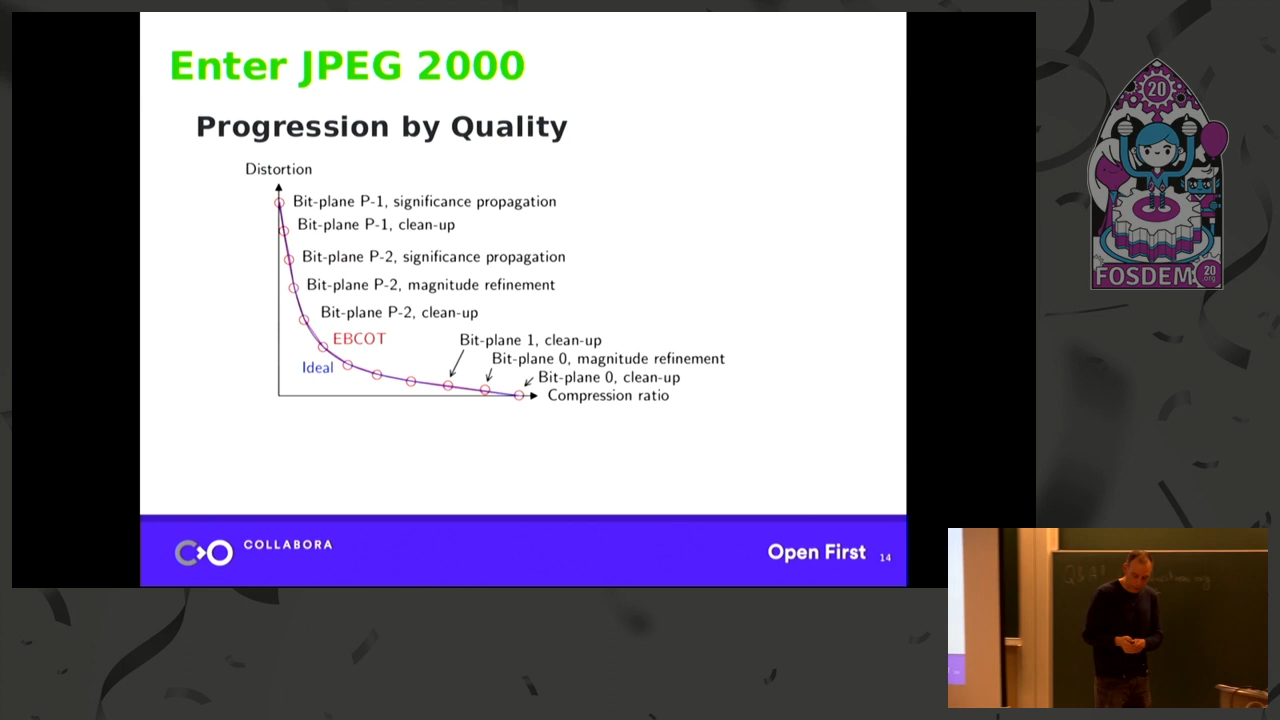 Enter JPEG 2000
Progression by Quality
Distortion
Bit-plane P-1, significance propagation
Bit-plane P-1, clean-up
Bit-plane P-2, significance propagation
Bit-plane P-2, magnitude refinement
Bit-plane P-2, clean-up
EBCOT
Bit-plane 1, clean-up
Bit-plane 0, magnitude refinement
Ideal
Bit-plane 0, clean-up
Compression ratio
COLLABORA
Open First
14
20
FOSDEM
20
.org
Q&A!